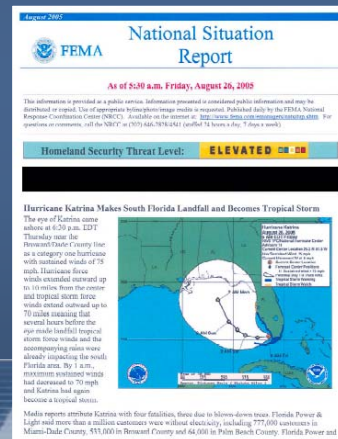 August 2005
FEMA
National Situation
Report
As of 5:30 a.m. Friday, August 26, 2005
This information is provided as a public service. Information presented is considered public information and may be
distributed or copied. Use of appropriate byline/photo/image credits is requested. Published daily by the FEMA National
Response Coordination Center (NRCC). Available on the internet at:
questions or comments, call the NRCC at (staffed 24 hours a day, 7 days a week)
Homeland Security Threat Level: ELEVATED
Hurricane Katrina Makes South Florida Landfall and Becomes Tropical Storm
The eye of Katrina came
ashore at 6:30 p.m. EDT
Thursday near the
Broward/Dade County line
as a category one hurricane
with sustained winds of 75
mph. Hurricane force
winds extended outward up
to 10 miles from the center
and tropical storm force
winds extend outward up to
70 miles meaning that
several hours before the
eye made landfall tropical
storm force winds and the
accompanying rains were
already impacting the south
Florida area. By 1 a.m.,
maximum sustained winds
had decreased to 70 mph
and Katrina had again
become a tropical storm.
Hurricane Katrina
August 26, 2005
Media reports attribute Katrina with four fatalities, three due to blown-down trees. Florida Power &
Light said more than a million customers were without electricity, including 777,000 customers in
Miami-Dade County, 533,000 in Broward County and 64,000 in Palm Beach County. Florida Power and